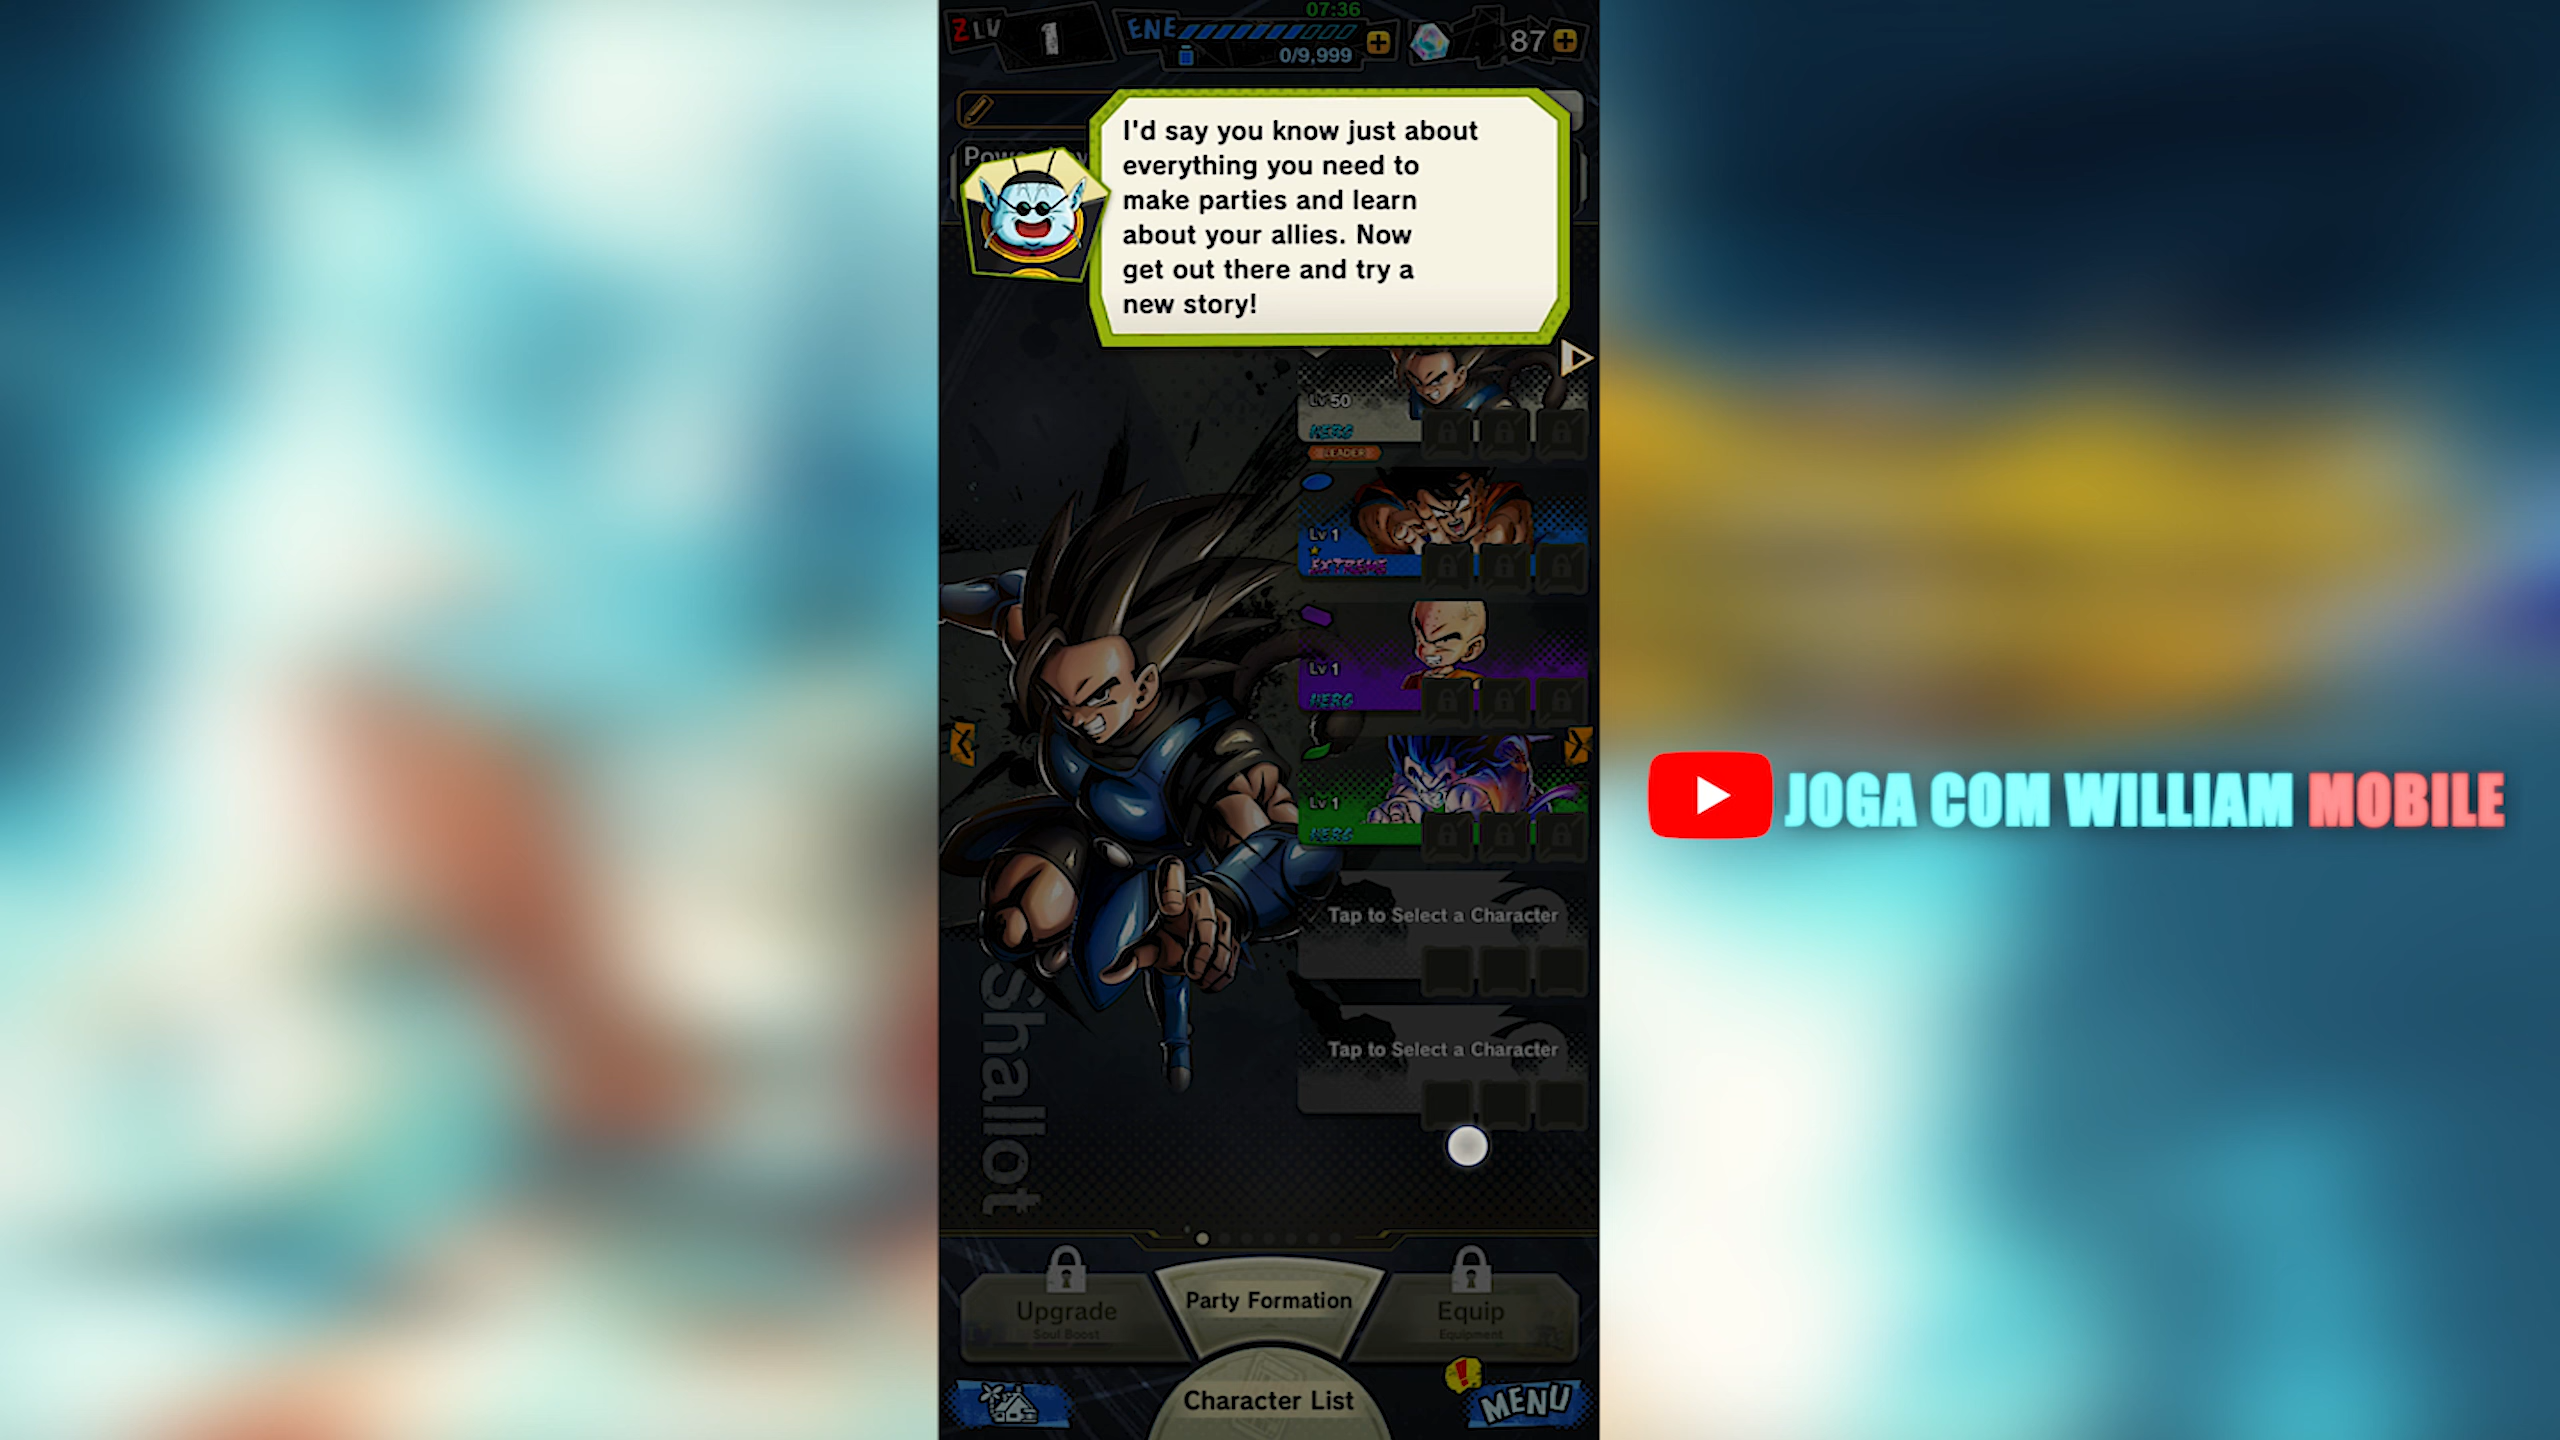 Z LV 1
ENE
07:36
0/9,999
87
I'd say you know just about
everything you need to
make parties and learn
about your allies. Now
get out there and try a
new story!
Lv 50
HERO
LEADER
Lv 1
EXTREME
Lv 1
HERO
Lv 1
HERO
Tap to Select a Character
Tap to Select a Character
Shallot
JOGA COM WILLIAM MOBILE
Upgrade
Soul Boost
Party Formation
Equip
Equipment
Character List
MENU